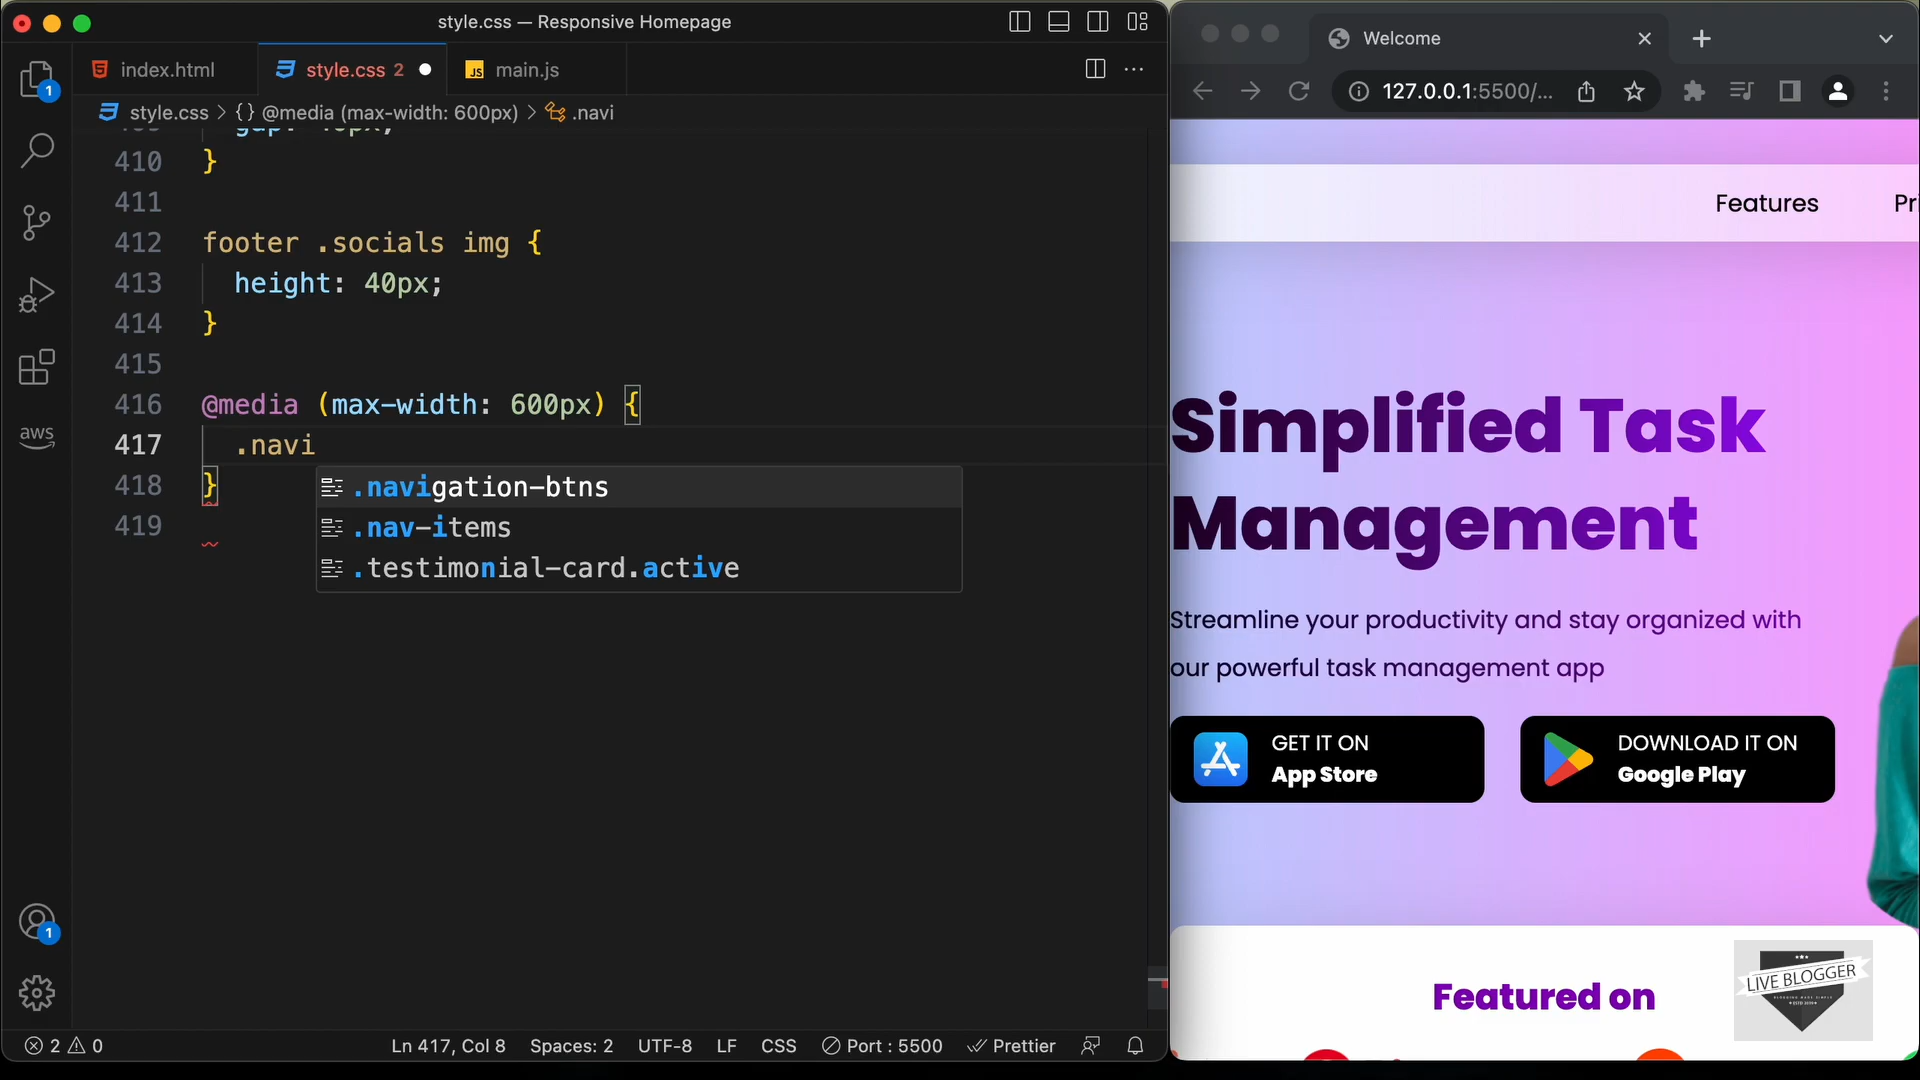 style.css — Responsive Homepage
index.html
style.css 2
JS main.js
style.css > {} @media (max-width: 600px) > .navi
410 }
411
412 footer .socials img {
413 height: 40px;
414 }
415
416 @media (max-width: 600px) {
417 .navi
418 }
419
.navigation-btns
.nav-items
.testimonial-card.active
1
aws
1
2 0
Ln 417, Col 8
Spaces: 2
UTF-8
LF
CSS
Port : 5500
Prettier
Welcome
127.0.0.1:5500/...
Features
Pri
Simplified Task
Management
Streamline your productivity and stay organized with
our powerful task management app
GET IT ON
App Store
DOWNLOAD IT ON
Google Play
Featured on
LIVE BLOGGER